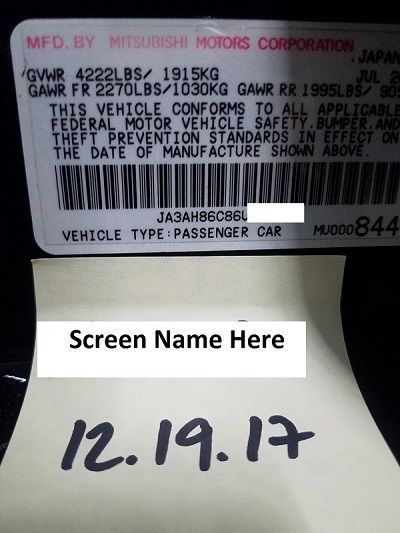 MFD. BY MITSUBISHI MOTORS CORPORATION
JAPAN
GVWR 4222LBS/ 1915KG JUL
GAWR FR 2270LBS/1030KG GAWR RR 1995LBS/
THIS VEHICLE CONFORMS TO ALL APPLICABLE
FEDERAL MOTOR VEHICLE SAFETY, BUMPER, AND
THEFT PREVENTION STANDARDS IN EFFECT ON
THE DATE OF MANUFACTURE SHOWN ABOVE.
JA3AH86C86U
VEHICLE TYPE:PASSENGER CAR MU000844
Screen Name Here
12.19.17